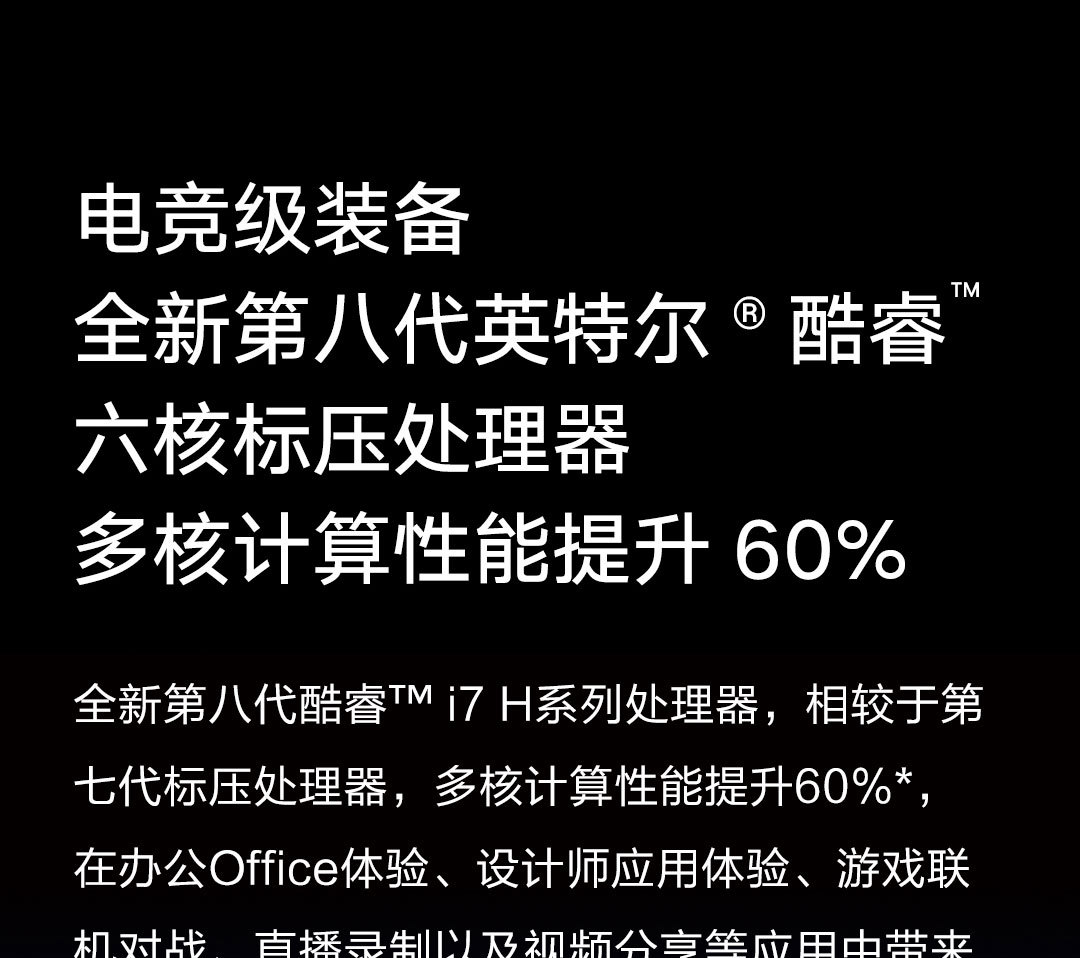 电竞级装备
全新第八代英特尔 ® 酷睿™
六核标压处理器
多核计算性能提升 60%
全新第八代酷睿™ i7 H系列处理器，相较于第
七代标压处理器，多核计算性能提升60%*，
在办公Office体验、设计师应用体验、游戏联
机对战、直播录制以及视频分享等应用中带来